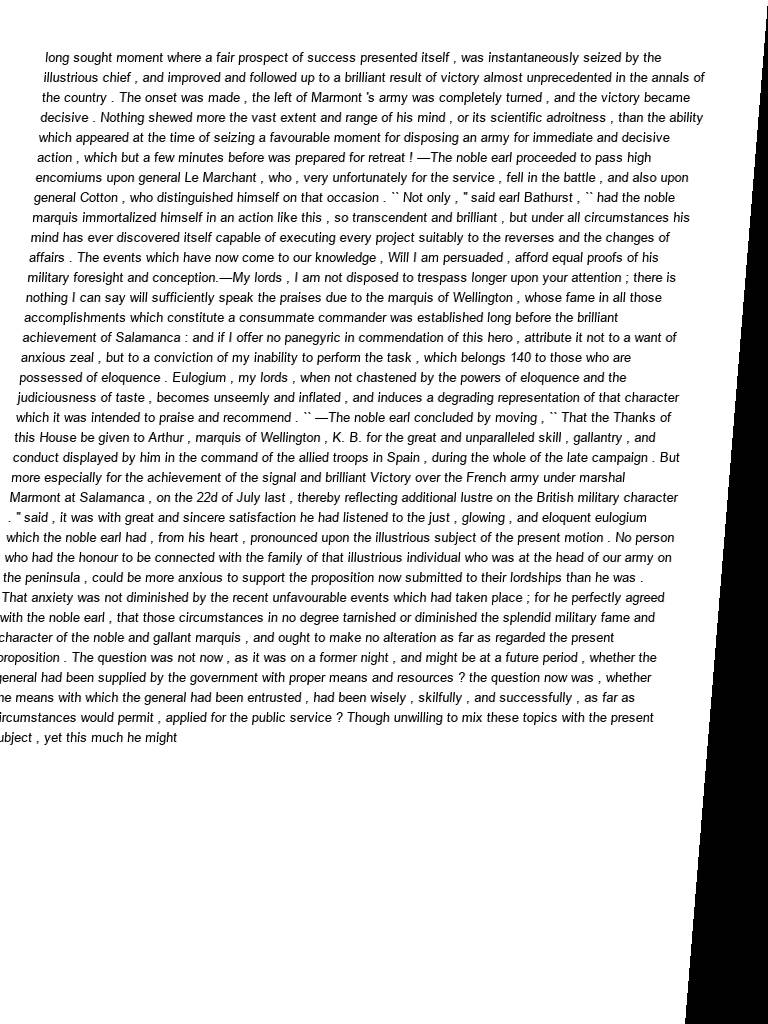 long sought moment where a fair prospect of success presented itself , was instantaneously seized by the
illustrious chief , and improved and followed up to a brilliant result of victory almost unprecedented in the annals of
the country . The onset was made , the left of Marmont 's army was completely turned , and the victory became
decisive . Nothing shewed more the vast extent and range of his mind , or its scientific adroitness , than the ability
which appeared at the time of seizing a favourable moment for disposing an army for immediate and decisive
action , which but a few minutes before was prepared for retreat ! —The noble earl proceeded to pass high
encomiums upon general Le Marchant , who , very unfortunately for the service , fell in the battle , and also upon
general Cotton , who distinguished himself on that occasion . `` Not only , '' said earl Bathurst , `` had the noble
marquis immortalized himself in an action like this , so transcendent and brilliant , but under all circumstances his
mind has ever discovered itself capable of executing every project suitably to the reverses and the changes of
affairs . The events which have now come to our knowledge , Will I am persuaded , afford equal proofs of his
military foresight and conception.—My lords , I am not disposed to trespass longer upon your attention ; there is
nothing I can say will sufficiently speak the praises due to the marquis of Wellington , whose fame in all those
accomplishments which constitute a consummate commander was established long before the brilliant
achievement of Salamanca : and if I offer no panegyric in commendation of this hero , attribute it not to a want of
anxious zeal , but to a conviction of my inability to perform the task , which belongs 140 to those who are
possessed of eloquence . Eulogium , my lords , when not chastened by the powers of eloquence and the
judiciousness of taste , becomes unseemly and inflated , and induces a degrading representation of that character
which it was intended to praise and recommend . `` —The noble earl concluded by moving , `` That the Thanks of
this House be given to Arthur , marquis of Wellington , K. B. for the great and unparalleled skill , gallantry , and
conduct displayed by him in the command of the allied troops in Spain , during the whole of the late campaign . But
more especially for the achievement of the signal and brilliant Victory over the French army under marshal
Marmont at Salamanca , on the 22d of July last , thereby reflecting additional lustre on the British military character
. '' said , it was with great and sincere satisfaction he had listened to the just , glowing , and eloquent eulogium
which the noble earl had , from his heart , pronounced upon the illustrious subject of the present motion . No person
who had the honour to be connected with the family of that illustrious individual who was at the head of our army on
the peninsula , could be more anxious to support the proposition now submitted to their lordships than he was .
That anxiety was not diminished by the recent unfavourable events which had taken place ; for he perfectly agreed
with the noble earl , that those circumstances in no degree tarnished or diminished the splendid military fame and
character of the noble and gallant marquis , and ought to make no alteration as far as regarded the present
proposition . The question was not now , as it was on a former night , and might be at a future period , whether the
general had been supplied by the government with proper means and resources ? the question now was , whether
he means with which the general had been entrusted , had been wisely , skilfully , and successfully , as far as
ircumstances would permit , applied for the public service ? Though unwilling to mix these topics with the present
ubject , yet this much he might